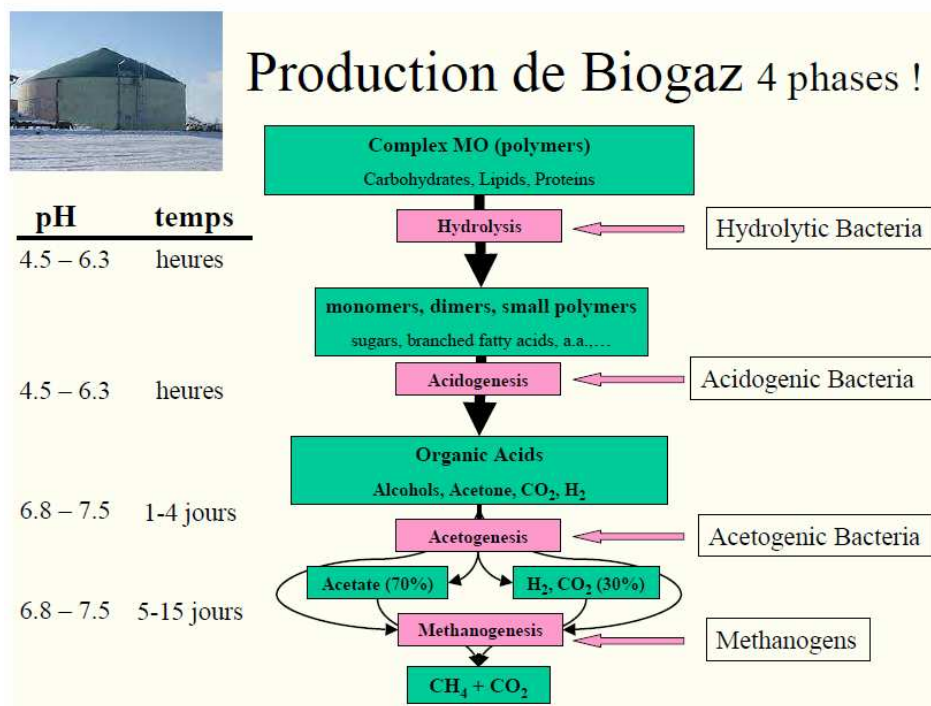 Production de Biogaz 4 phases !
Complex MO (polymers)
Carbohydrates, Lipids, Proteins
pH temps
Hydrolysis
Hydrolytic Bacteria
4.5 – 6.3 heures
monomers, dimers, small polymers
sugars, branched fatty acids, a.a.,…
Acidogenesis
Acidogenic Bacteria
4.5 – 6.3 heures
Organic Acids
Alcohols, Acetone, CO₂, H₂
6.8 – 7.5 1-4 jours
Acetogenesis
Acetogenic Bacteria
Acetate (70%)
H₂, CO₂ (30%)
6.8 – 7.5 5-15 jours
Methanogenesis
Methanogens
CH₄ + CO₂